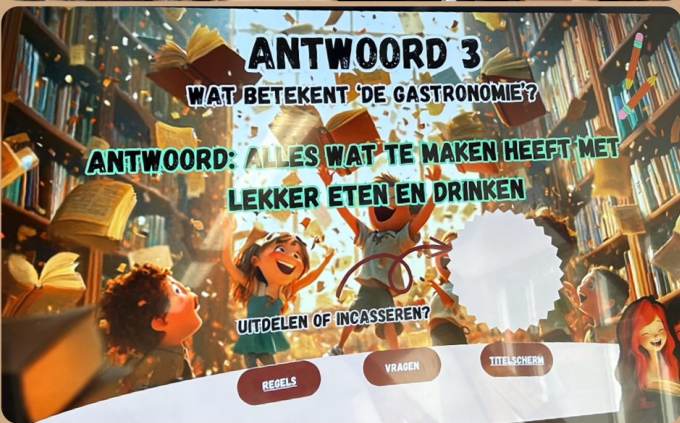 ANTWOORD 3
WAT BETEKENT 'DE GASTRONOMIE'?
ANTWOORD: ALLES WAT TE MAKEN HEEFT MET
LEKKER ETEN EN DRINKEN
UITDELEN OF INCASSEREN?
REGELS
VRAGEN
TITELSCHERM